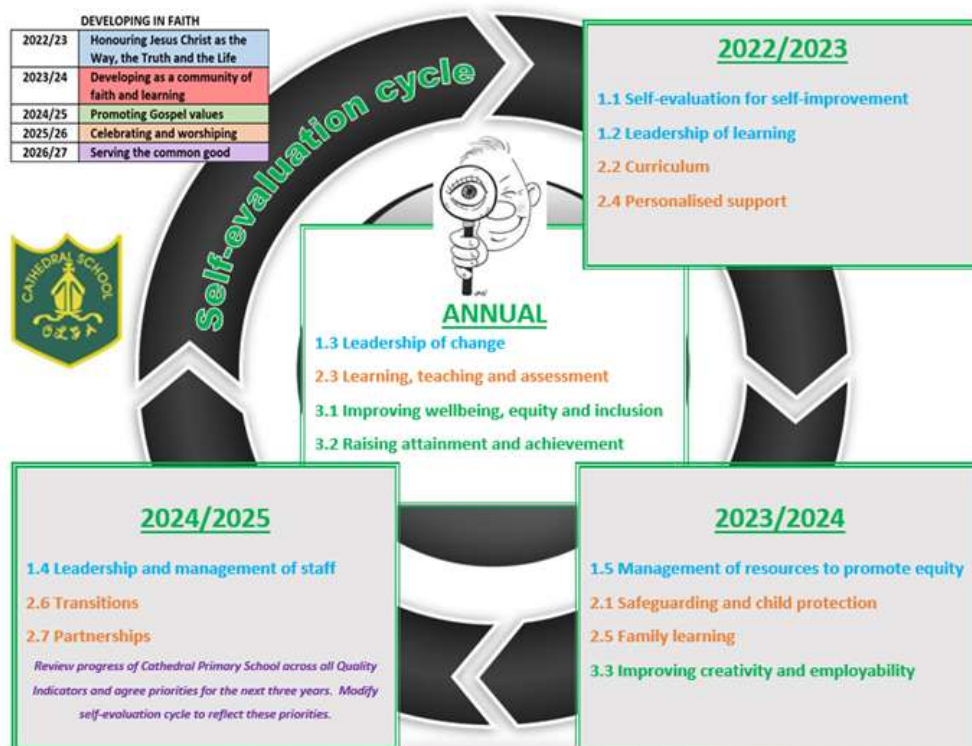 DEVELOPING IN FAITH
2022/23 Honouring Jesus Christ as the
Way, the Truth and the Life
2023/24 Developing as a community of
faith and learning
2024/25 Promoting Gospel values
2025/26 Celebrating and worshiping
2026/27 Serving the common good
Self-evaluation cycle
CATHEDRAL SCHOOL
2022/2023
1.1 Self-evaluation for self-improvement
1.2 Leadership of learning
2.2 Curriculum
2.4 Personalised support
ANNUAL
1.3 Leadership of change
2.3 Learning, teaching and assessment
3.1 Improving wellbeing, equity and inclusion
3.2 Raising attainment and achievement
2024/2025
1.4 Leadership and management of staff
2.6 Transitions
2.7 Partnerships
Review progress of Cathedral Primary School across all Quality
Indicators and agree priorities for the next three years. Modify
self-evaluation cycle to reflect these priorities.
2023/2024
1.5 Management of resources to promote equity
2.1 Safeguarding and child protection
2.5 Family learning
3.3 Improving creativity and employability